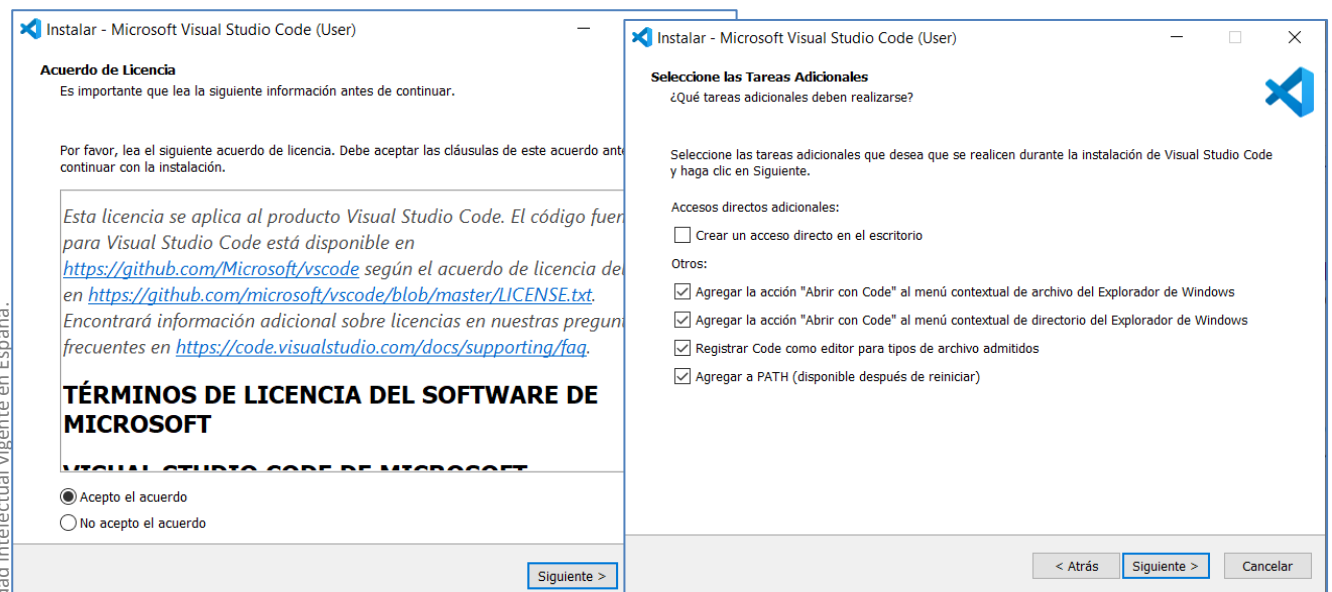 Instalar - Microsoft Visual Studio Code (User)
Acuerdo de Licencia
Es importante que lea la siguiente información antes de continuar.
Por favor, lea el siguiente acuerdo de licencia. Debe aceptar las cláusulas de este acuerdo
continuar con la instalación.
Esta licencia se aplica al producto Visual Studio Code. El código
para Visual Studio Code está disponible en
https://github.com/Microsoft/vscode según el acuerdo de licencia
en https://github.com/microsoft/vscode/blob/master/LICENSE.txt.
Encontrará información adicional sobre licencias en nuestras
frecuentes en https://code.visualstudio.com/docs/supporting/faq.
TÉRMINOS DE LICENCIA DEL SOFTWARE DE
MICROSOFT
VISUAL STUDIO CODE DE MICROSOFT
Acepto el acuerdo
No acepto el acuerdo
Siguiente >
Instalar - Microsoft Visual Studio Code (User)
Seleccione las Tareas Adicionales
¿Qué tareas adicionales deben realizarse?
Seleccione las tareas adicionales que desea que se realicen durante la instalación de Visual Studio Code
y haga clic en Siguiente.
Accesos directos adicionales:
Crear un acceso directo en el escritorio
Otros:
Agregar la acción "Abrir con Code" al menú contextual de archivo del Explorador de Windows
Agregar la acción "Abrir con Code" al menú contextual de directorio del Explorador de Windows
Registrar Code como editor para tipos de archivo admitidos
Agregar a PATH (disponible después de reiniciar)
< Atrás
Siguiente >
Cancelar
Intelectual vigente en España.